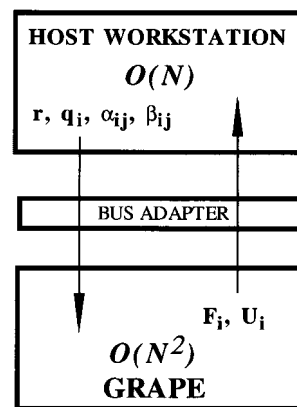 HOST WORKSTATION
O(N)
r, qᵢ, αᵢⱼ, βᵢⱼ
BUS ADAPTER
Fᵢ, Uᵢ
O(N²)
GRAPE